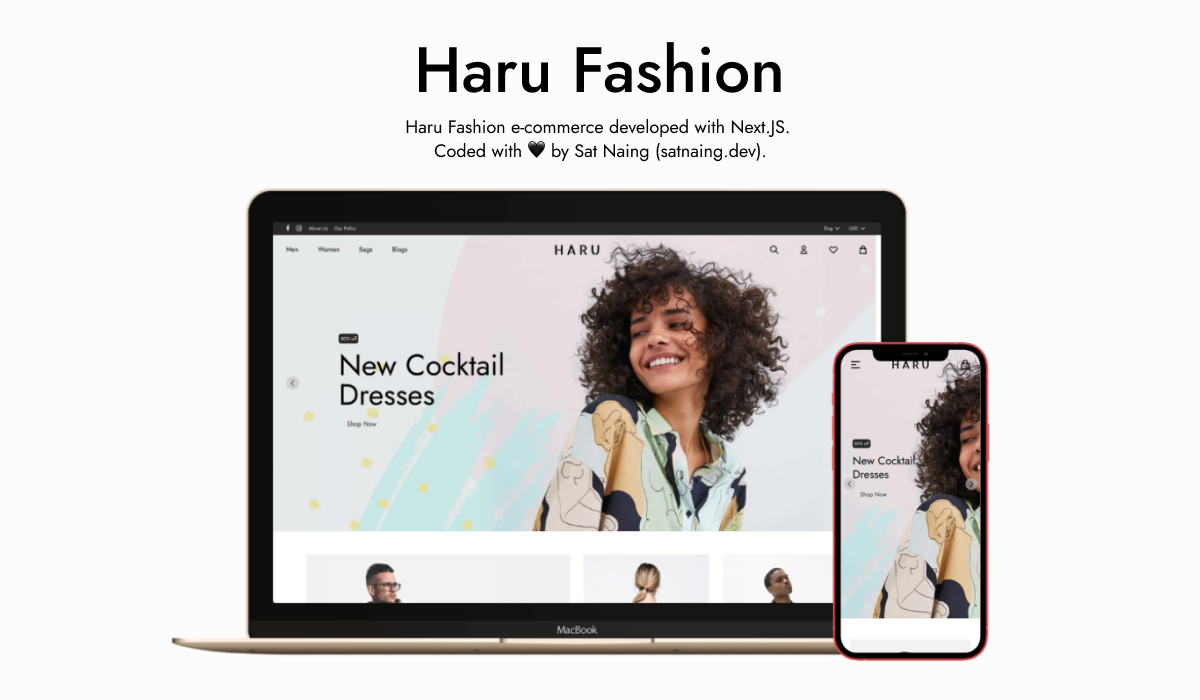 Haru Fashion
Haru Fashion e-commerce developed with Next.JS.
Coded with 🖤 by Sat Naing (satnaing.dev).
About Us Our Policy
Eng USD
Men Women Bags Blogs
HARU
50% off
New Cocktail
Dresses
Shop Now
MacBook
HARU
50% off
New Cocktail
Dresses
Shop Now